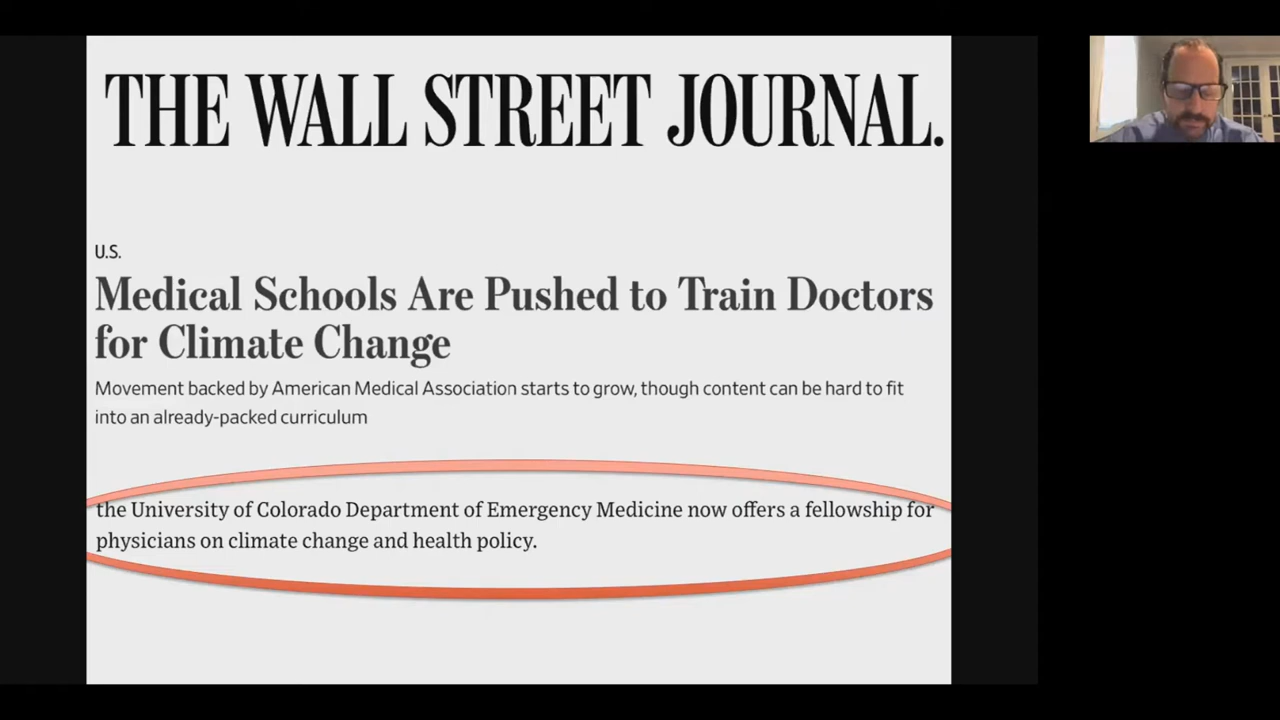 THE WALL STREET JOURNAL.
U.S.
Medical Schools Are Pushed to Train Doctors
for Climate Change
Movement backed by American Medical Association starts to grow, though content can be hard to fit
into an already-packed curriculum
the University of Colorado Department of Emergency Medicine now offers a fellowship for
physicians on climate change and health policy.